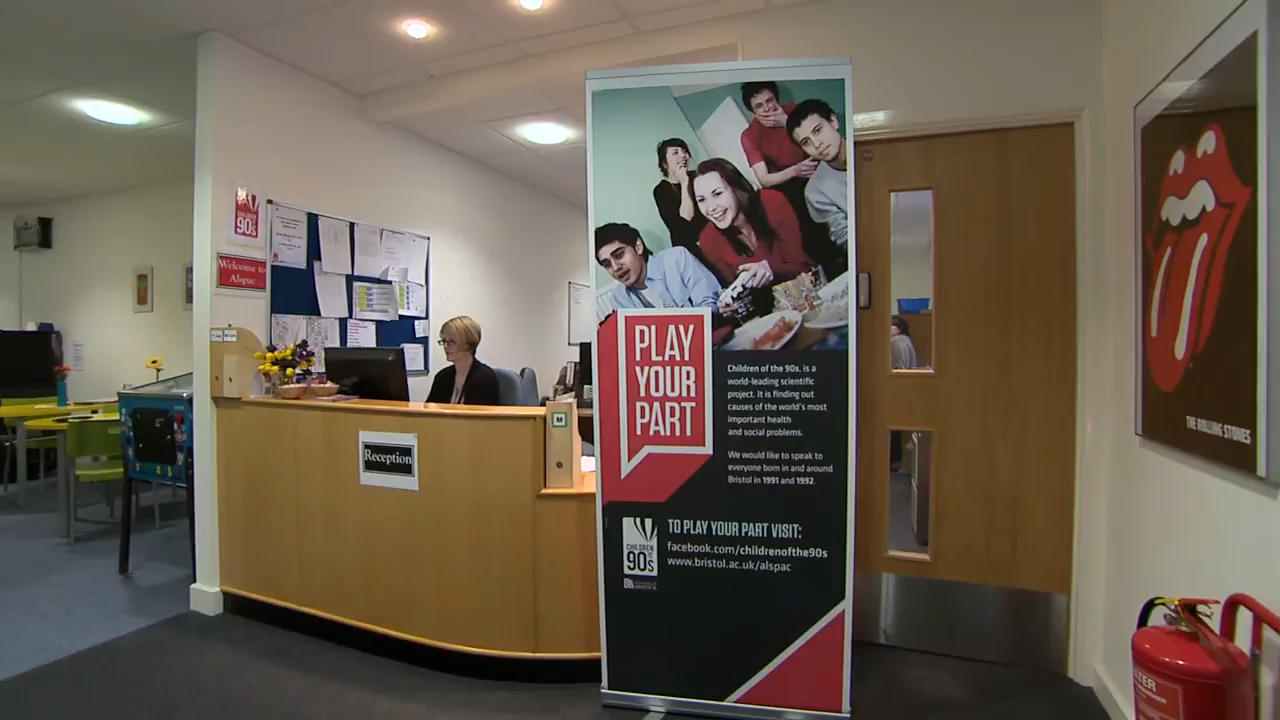 CHILDREN
OF THE
90s
Welcome to
Alspac
Reception
M
PLAY
YOUR
PART
Children of the 90s, is a
world-leading scientific
project. It is finding out
causes of the world's most
important health
and social problems.
We would like to speak to
everyone born in and around
Bristol in 1991 and 1992.
CHILDREN
OF THE
90s
TO PLAY YOUR PART VISIT:
facebook.com/childrenofthe90s
www.bristol.ac.uk/alspac
THE ROLLING STONES